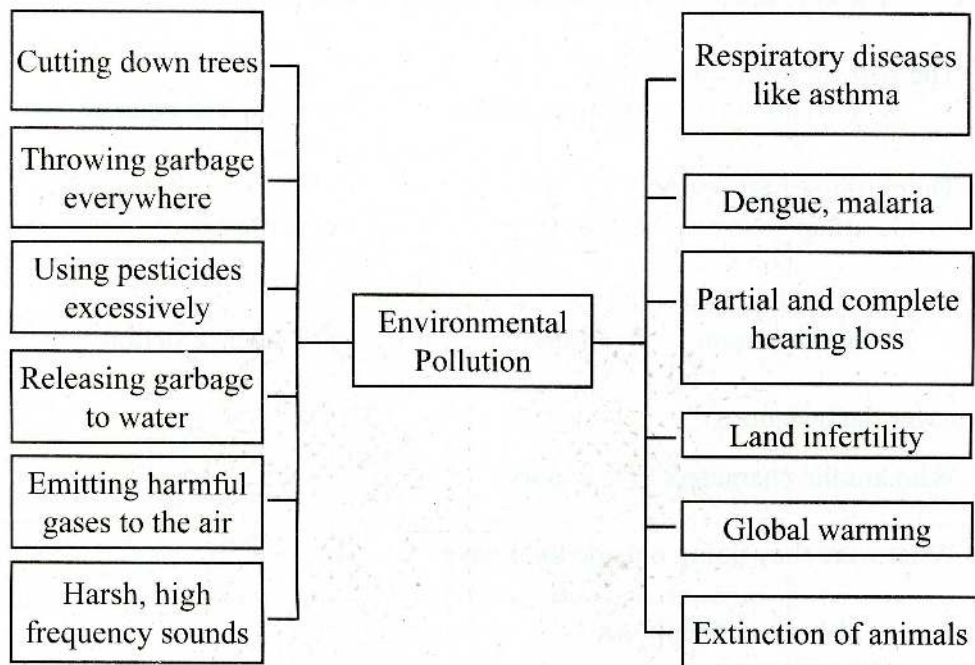 Cutting down trees
Throwing garbage
everywhere
Using pesticides
excessively
Releasing garbage
to water
Emitting harmful
gases to the air
Harsh, high
frequency sounds
Environmental
Pollution
Respiratory diseases
like asthma
Dengue, malaria
Partial and complete
hearing loss
Land infertility
Global warming
Extinction of animals